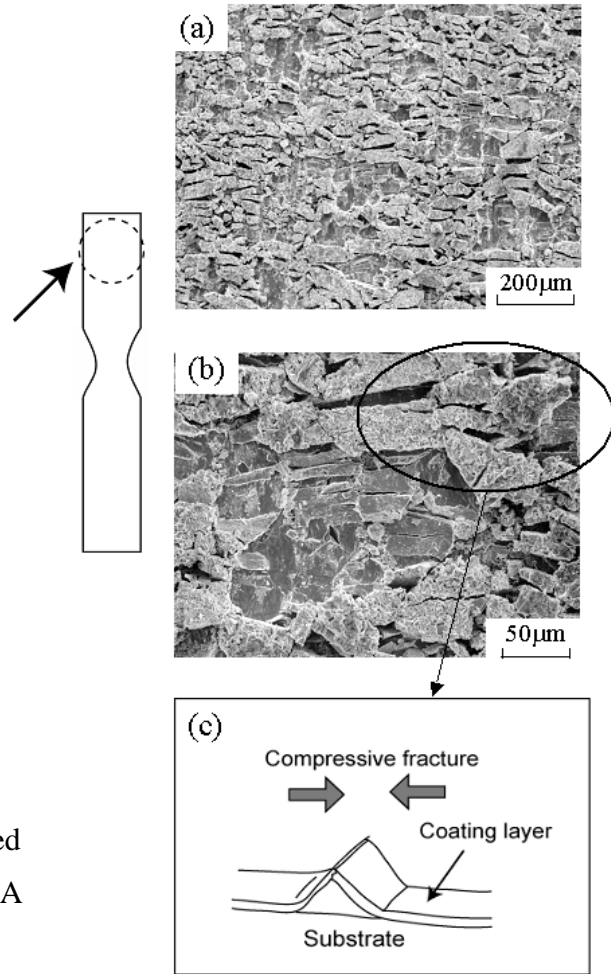 (a)
200μm
(b)
50μm
(c)
Compressive fracture
Coating layer
Substrate
ed
A